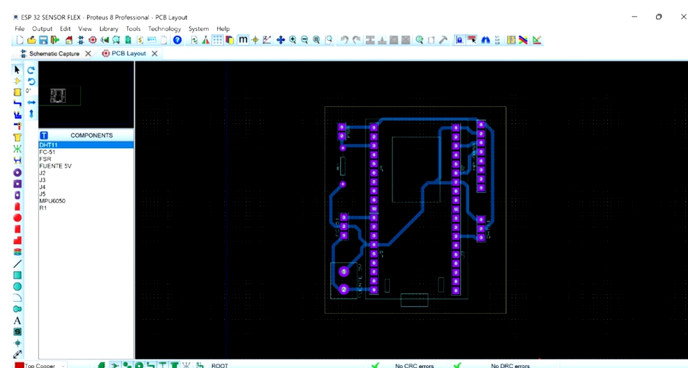 ESP 32 SENSOR FLEX - Proteus 8 Professional - PCB Layout
File Output Edit View Library Tools Technology System Help
Schematic Capture PCB Layout
COMPONENTS
DHT11
FC-51
FSR
FUENTE 5V
J2
J3
J4
J5
MPU6050
R1
Top Copper ROOT No CRC errors No DRC errors